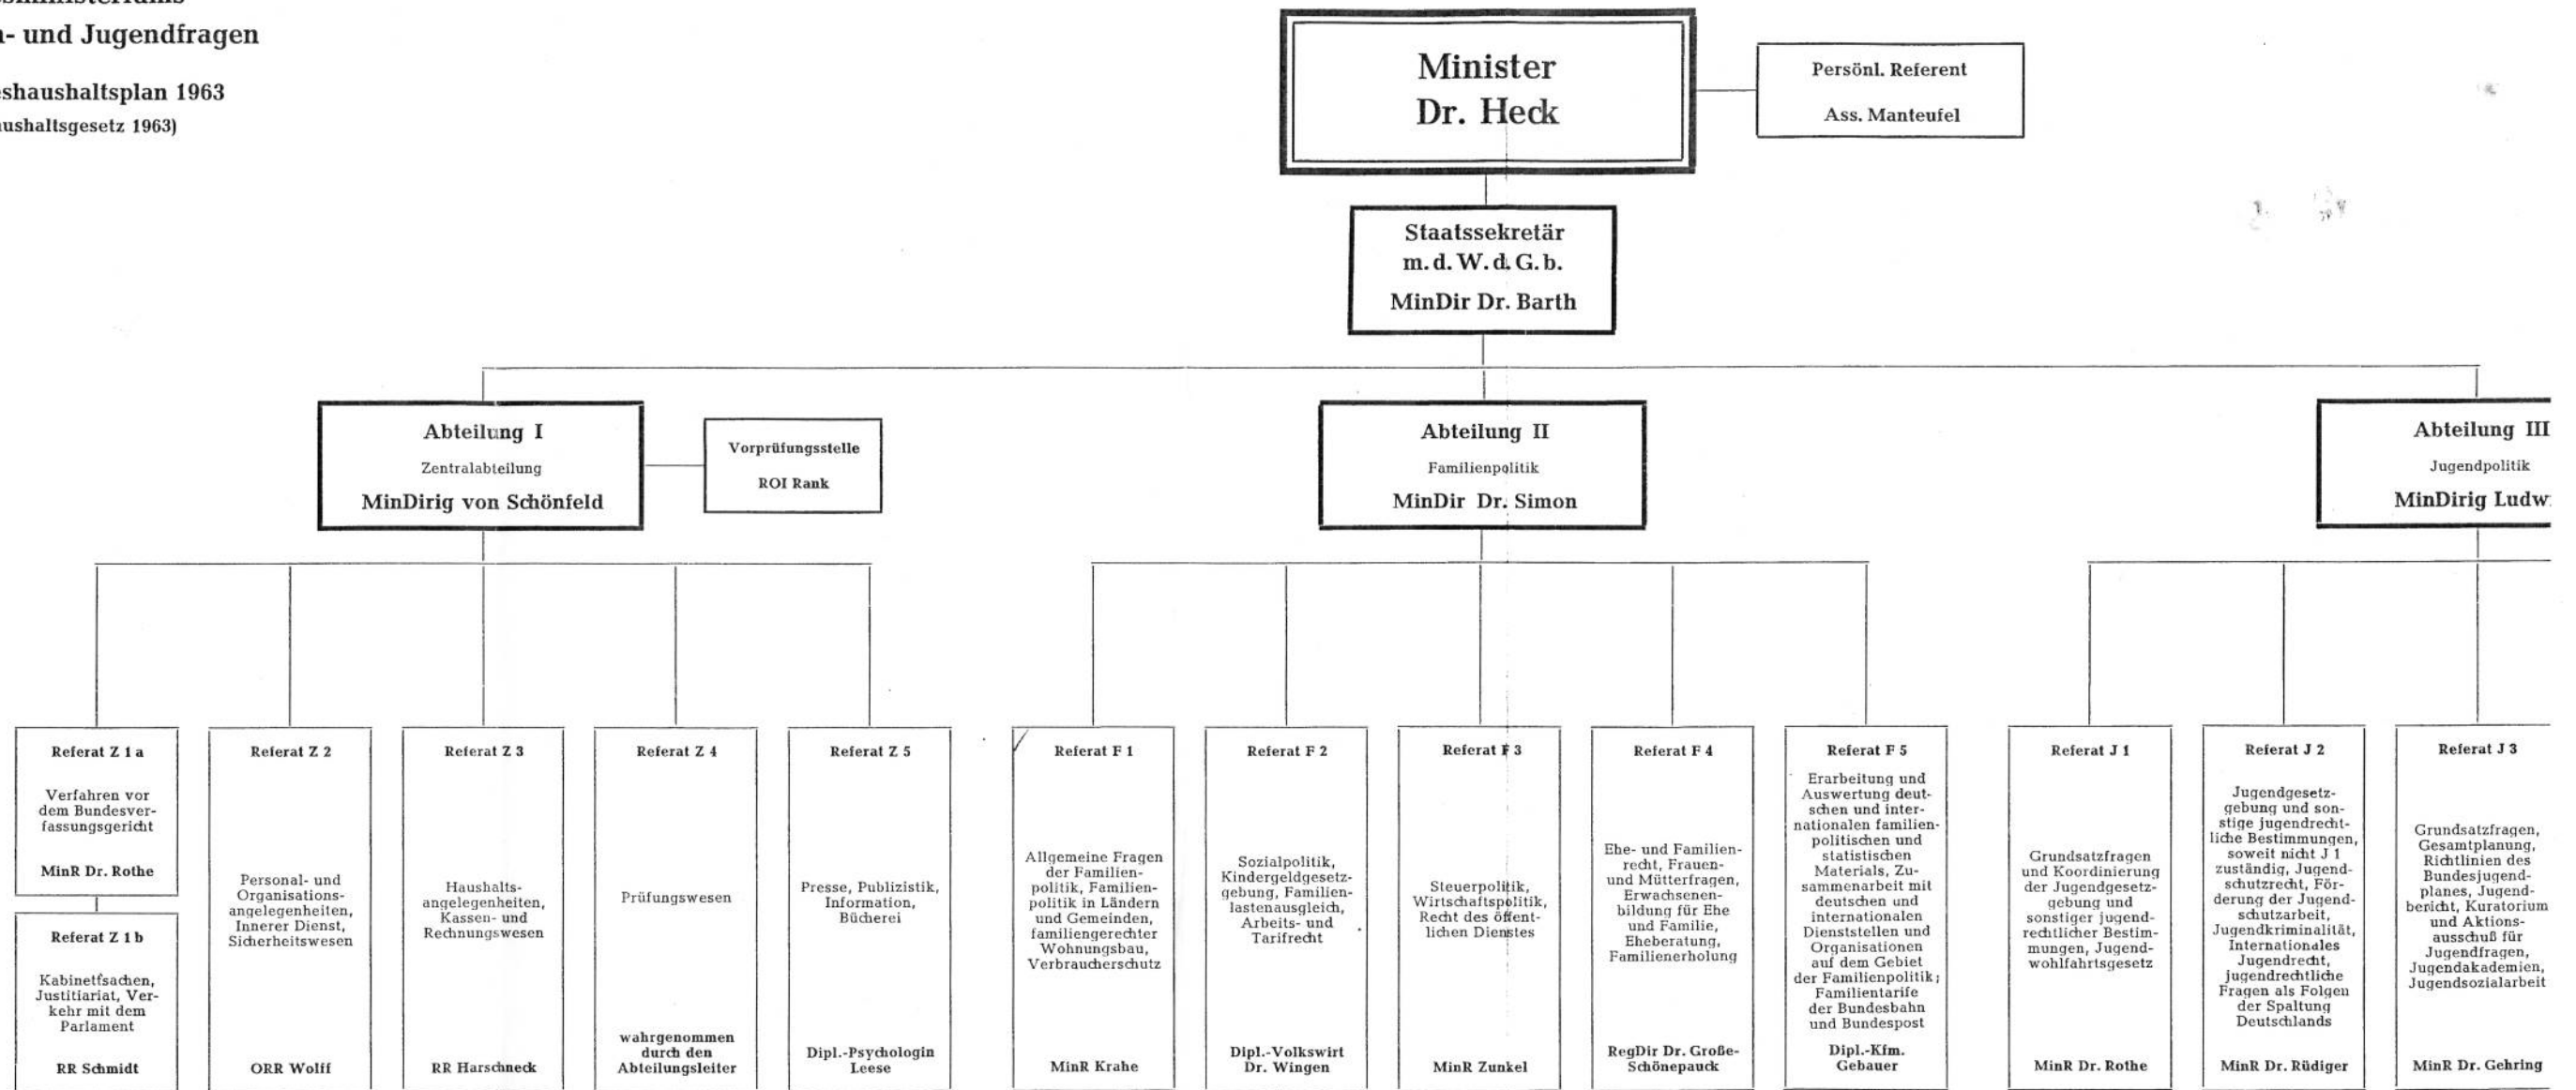 - und Jugendfragen
eshaushaltsplan 1963
aushaltsgesetz 1963)
Minister
Dr. Heck
Persönl. Referent
Ass. Manteufel
Staatssekretär
m. d. W. d. G. b.
MinDir Dr. Barth
Abteilung I
Zentralabteilung
MinDirig von Schönfeld
Vorprüfungsstelle
ROI Rank
Abteilung II
Familienpolitik
MinDir Dr. Simon
Abteilung III
Jugendpolitik
MinDirig Ludw
Referat Z 1 a
Verfahren vor
dem Bundesver-
fassungsgericht
MinR Dr. Rothe
Referat Z 1 b
Kabinettsachen,
Justitiariat, Ver-
kehr mit dem
Parlament
RR Schmidt
Referat Z 2
Personal- und
Organisations-
angelegenheiten,
Innerer Dienst,
Sicherheitswesen
ORR Wolff
Referat Z 3
Haushalts-
angelegenheiten,
Kassen- und
Rechnungswesen
RR Harschneck
Referat Z 4
Prüfungswesen
wahrgenommen
durch den
Abteilungsleiter
Referat Z 5
Presse, Publizistik,
Information,
Bücherei
Dipl.-Psychologin
Leese
Referat F 1
Allgemeine Fragen
der Familien-
politik, Familien-
politik in Ländern
und Gemeinden,
familiengerechter
Wohnungsbau,
Verbraucherschutz
MinR Krahe
Referat F 2
Sozialpolitik,
Kindergeldgesetz-
gebung, Familien-
lastenausgleich,
Arbeits- und
Tarifrecht
Dipl.-Volkswirt
Dr. Wingen
Referat F 3
Steuerpolitik,
Wirtschaftspolitik,
Recht des öffent-
lichen Dienstes
MinR Zunkel
Referat F 4
Ehe- und Familien-
recht, Frauen-
und Mütterfragen,
Erwachsenen-
bildung für Ehe
und Familie,
Eheberatung,
Familienerholung
RegDir Dr. Große-
Schönepauck
Referat F 5
Erarbeitung und
Auswertung deut-
schen und inter-
nationalen familien-
politischen und
statistischen
Materials, Zu-
sammenarbeit mit
deutschen und
internationalen
Dienststellen und
Organisationen
auf dem Gebiet
der Familienpolitik;
Familientarife
der Bundesbahn
und Bundespost
Dipl.-Kfm.
Gebauer
Referat J 1
Grundsatzfragen
und Koordinierung
der Jugendgesetz-
gebung und
sonstiger jugend-
rechtlicher Bestim-
mungen, Jugend-
wohlfahrtsgesetz
MinR Dr. Rothe
Referat J 2
Jugendgesetz-
gebung und son-
stige jugendrecht-
liche Bestimmungen,
soweit nicht J 1
zuständig, Jugend-
schutzrecht, För-
derung der Jugend-
schutzarbeit,
Jugendkriminalität,
Internationales
Jugendrecht,
jugendrechtliche
Fragen als Folgen
der Spaltung
Deutschlands
MinR Dr. Rüdiger
Referat J 3
Grundsatzfragen,
Gesamtplanung,
Richtlinien des
Bundesjugend-
planes, Jugend-
bericht, Kuratorium
und Aktions-
ausschuß für
Jugendfragen,
Jugendakademien,
Jugendsozialarbeit
MinR Dr. Gehring